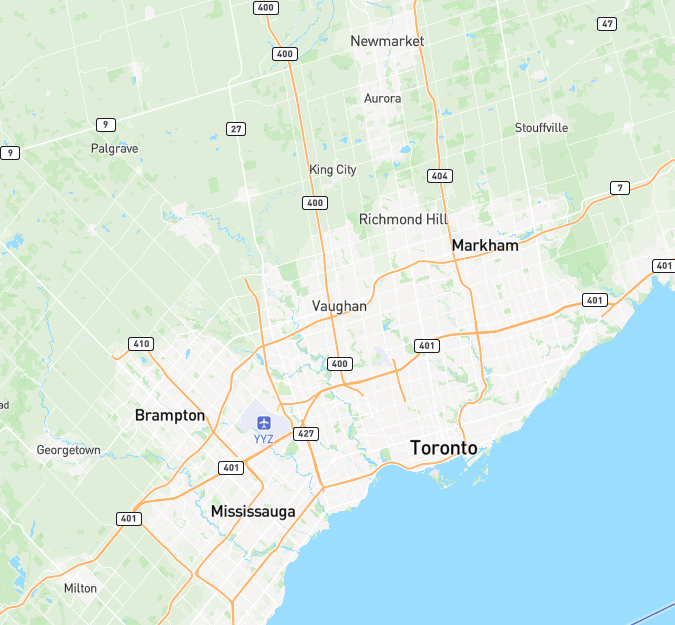 400
47
Newmarket
400
Aurora
9
27
Stouffville
Palgrave
9
King City
404
7
400
Richmond Hill
Markham
401
401
Vaughan
410
401
400
ad
Brampton
YYZ
427
Toronto
Georgetown
401
Mississauga
401
Milton